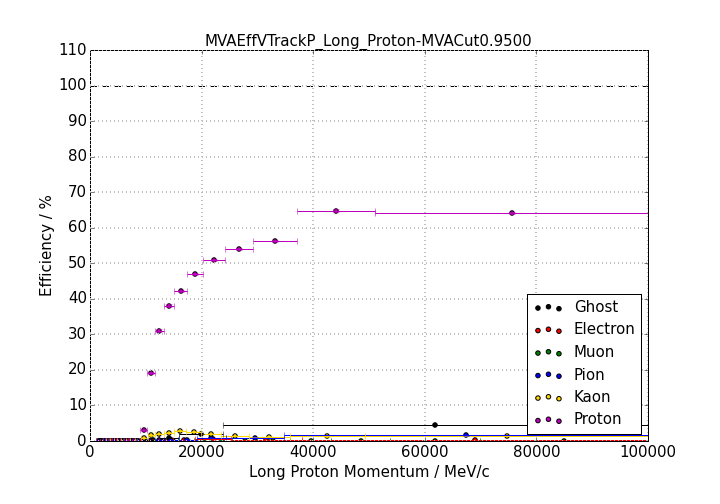 MVAEffVTrackP_Long_Proton-MVACut0.9500
110
100
90
80
70
60
50
40
30
20
10
0
Efficiency / %
0 20000 40000 60000 80000 100000
Long Proton Momentum / MeV/c
Ghost
Electron
Muon
Pion
Kaon
Proton